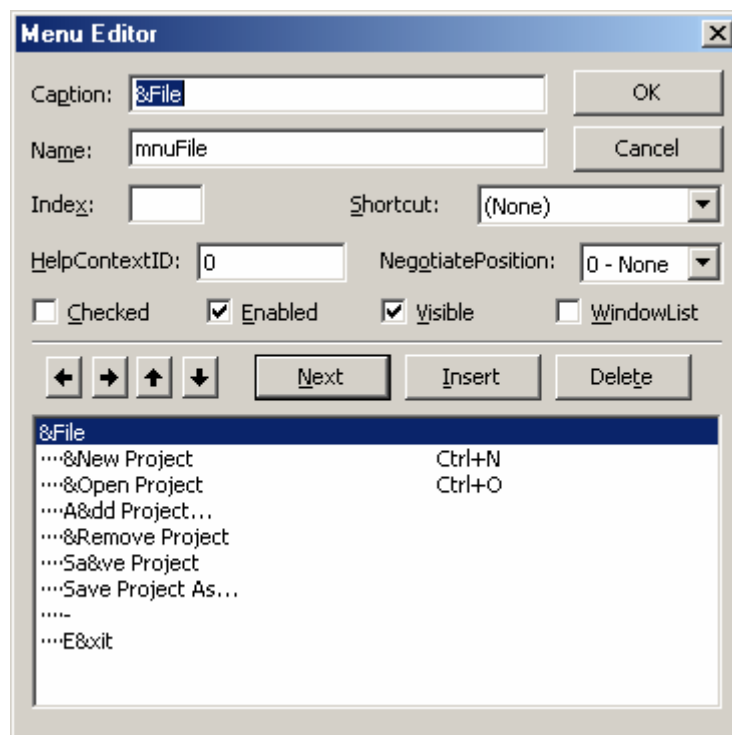 Menu Editor
Caption: &File OK
Name: mnuFile Cancel
Index: Shortcut: (None)
HelpContextID: 0 NegotiatePosition: 0 - None
Checked Enabled Visible WindowList
Next Insert Delete
&File
····&New Project Ctrl+N
····&Open Project Ctrl+O
····A&dd Project...
····&Remove Project
····Sa&ve Project
····Save Project As...
····-
····E&xit